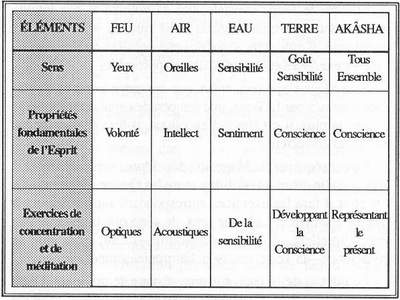 ÉLÉMENTS FEU AIR EAU TERRE AKÂSHA
Sens Yeux Oreilles Sensibilité Goût Sensibilité Tous Ensemble
Propriétés fondamentales de l'Esprit Volonté Intellect Sentiment Conscience Conscience
Exercices de concentration et de méditation Optiques Acoustiques De la sensibilité Développant la Conscience Représentant le présent